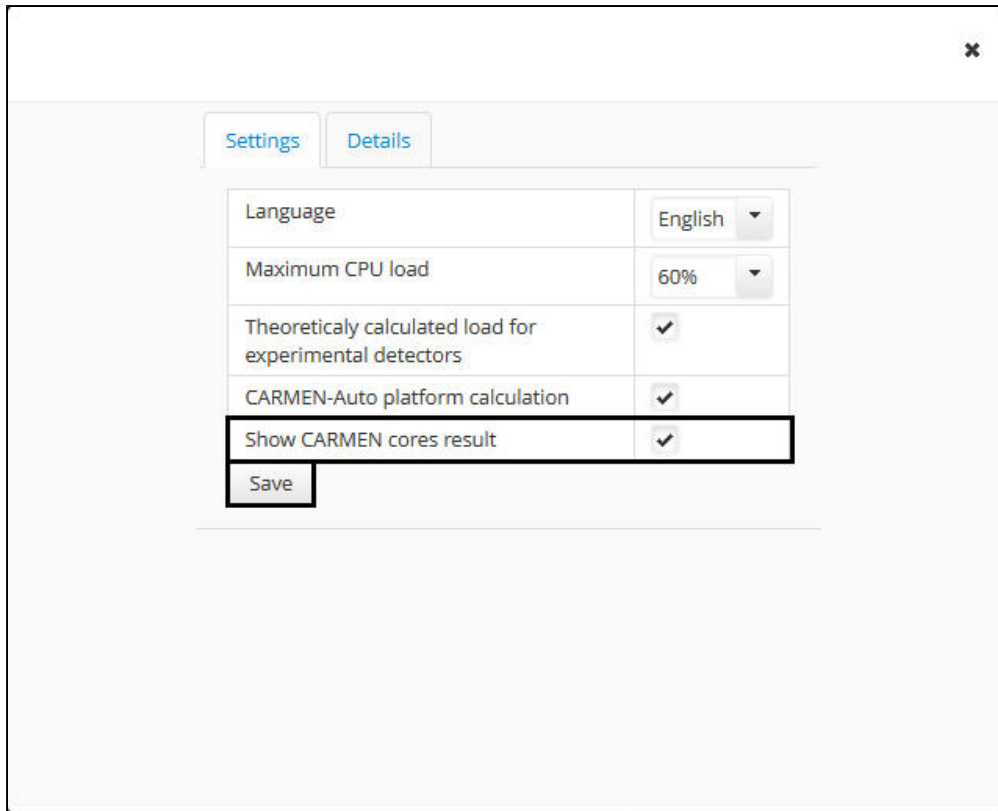 Settings Details
Language English
Maximum CPU load 60%
Theoreticaly calculated load for
experimental detectors
CARMEN-Auto platform calculation
Show CARMEN cores result
Save